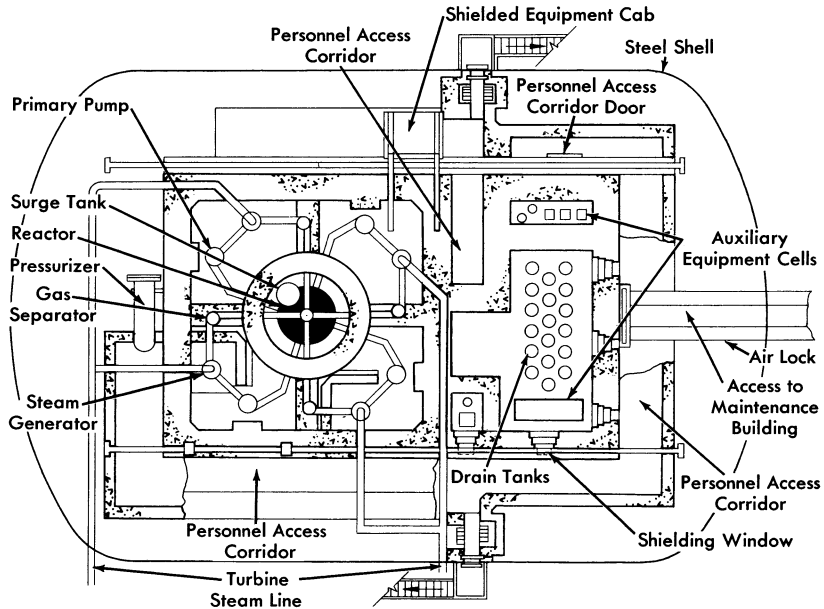 Shielded Equipment Cab
Personnel Access
Corridor
Steel Shell
Personnel Access
Corridor Door
Primary Pump
Surge Tank
Reactor
Pressurizer
Gas
Separator
Auxiliary
Equipment Cells
Air Lock
Access to
Maintenance
Building
Steam
Generator
Drain Tanks
Personnel Access
Corridor
Personnel Access
Corridor
Shielding Window
Turbine
Steam Line